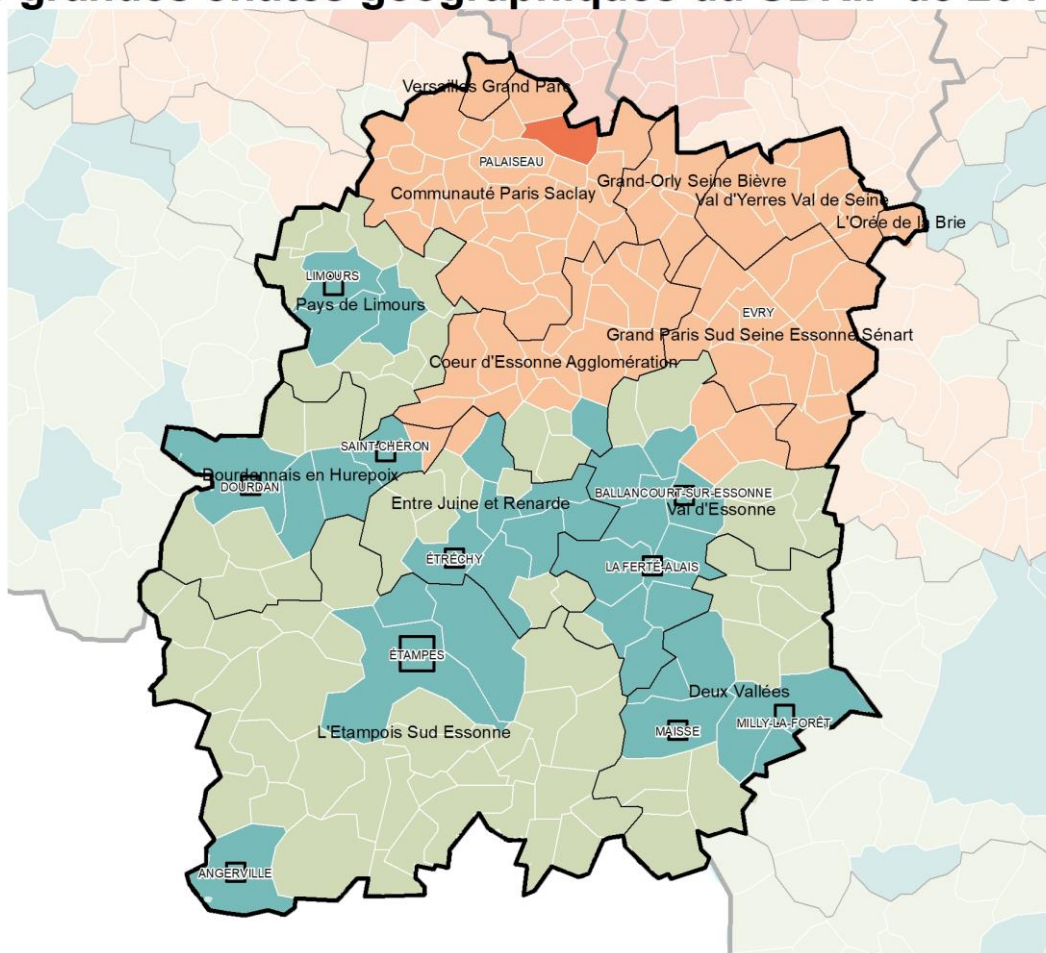 grandes entités géographiques du SDRIF de 201
Versailles Grand Parc
PALAISEAU
Grand-Orly Seine Bièvre
Communauté Paris Saclay
Val d'Yerres Val de Seine
L'Orée de la Brie
LIMOURS
Pays de Limours
EVRY
Grand Paris Sud Seine Essonne Sénart
Coeur d'Essonne Agglomération
SAINT-CHÉRON
Dourdannais en Hurepoix
DOURDAN
BALLANCOURT-SUR-ESSONNE
Entre Juine et Renarde
Val d'Essonne
ÉTRÉCHY
LA FERTÉ-ALAIS
ÉTAMPES
Deux Vallées
MILLY-LA-FORÊT
L'Etampois Sud Essonne
MAISSE
ANGERVILLE